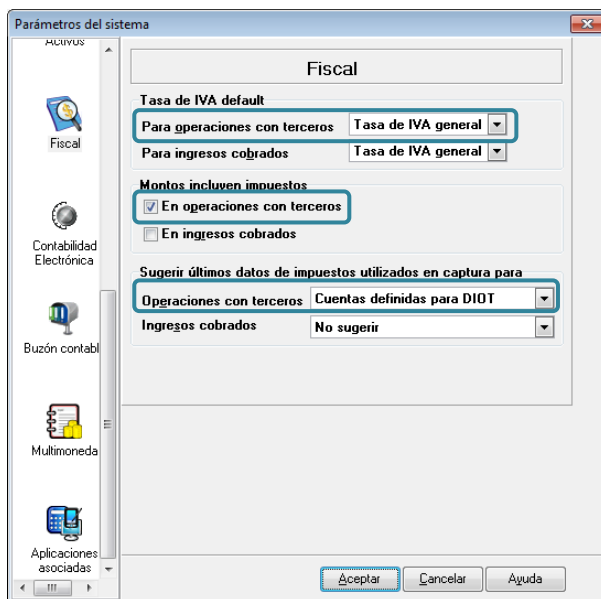 Parámetros del sistema
Activos
Fiscal
Contabilidad
Electrónica
Buzón contabl
Multimoneda
Aplicaciones
asociadas
Fiscal
Tasa de IVA default
Para operaciones con terceros Tasa de IVA general
Para ingresos cobrados Tasa de IVA general
Montos incluyen impuestos
En operaciones con terceros
En ingresos cobrados
Sugerir últimos datos de impuestos utilizados en captura para
Operaciones con terceros Cuentas definidas para DIOT
Ingresos cobrados No sugerir
Aceptar Cancelar Ayuda